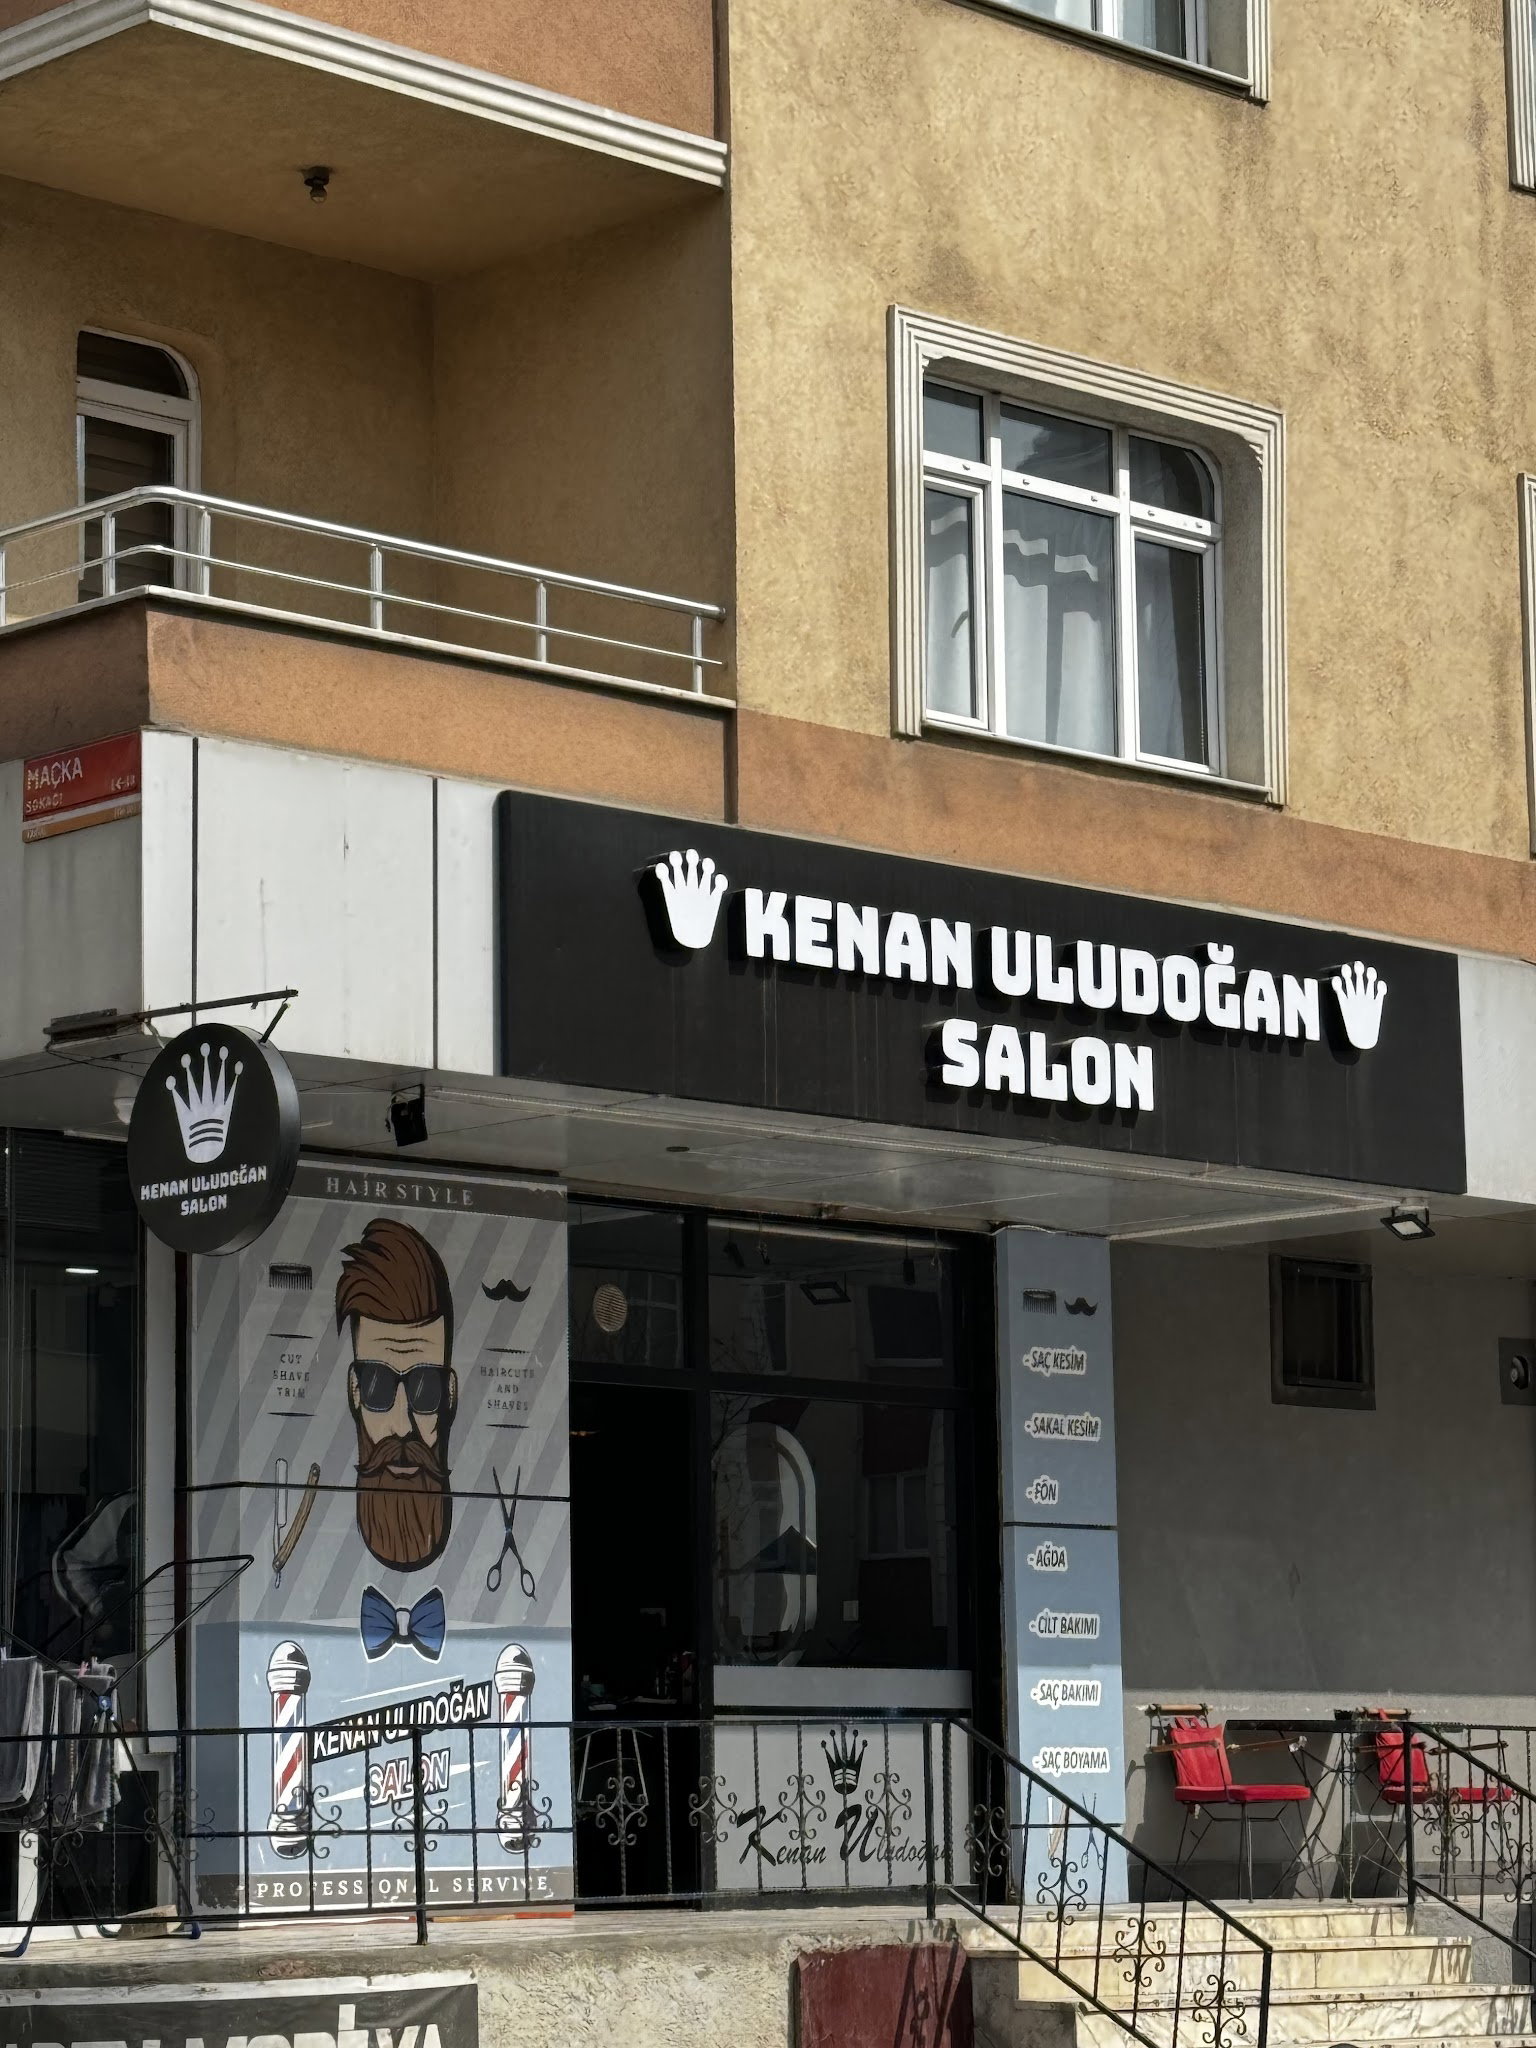 MAÇKA
SOKAĞI
KENAN ULUDOĞAN
SALON
KENAN ULUDOĞAN
SALON
HAIR STYLE
CUT
SHAVE
TRIM
HAIRCUTS
AND
SHAVES
KENAN ULUDOĞAN
SALON
PROFESSIONAL SERVICE
Kenan Uludoğan
- SAÇ KESİM
- SAKAL KESİM
- FÖN
- AĞDA
- CİLT BAKIMI
- SAÇ BAKIMI
- SAÇ BOYAMA